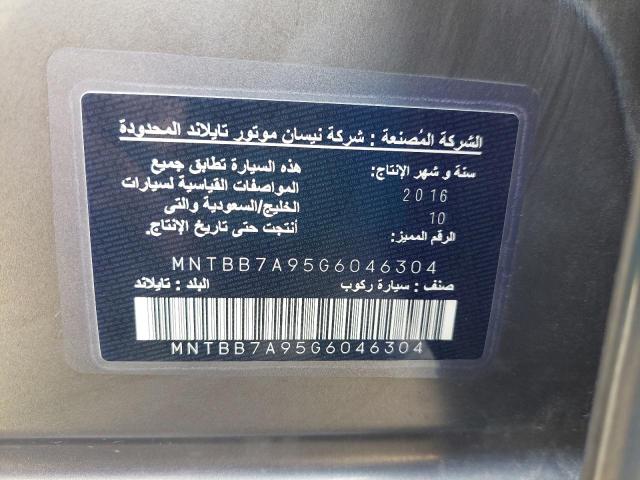 الشركة المُصنعة : شركة نيسان موتور تايلاند المحدودة
سنة و شهر الإنتاج:
2016
10
الرقم المميز:
هذه السيارة تطابق جميع
المواصفات القياسية لسيارات
الخليج/السعودية والتى
أنتجت حتى تاريخ الإنتاج.
MNTBB7A95G6046304
صنف : سيارة ركوب البلد : تايلاند
MNTBB7A95G6046304